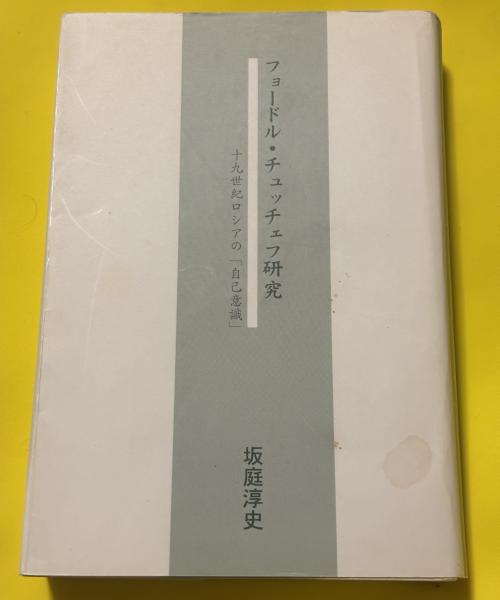 フョードル・チュッチェフ研究
十九世紀ロシアの「自己意識」
坂庭淳史